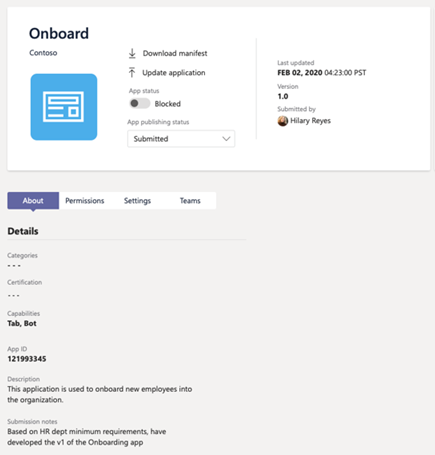 Onboard
Contoso
Download manifest
Update application
App status
Blocked
App publishing status
Submitted
Last updated
FEB 02, 2020 04:23:00 PST
Version
1.0
Submitted by
Hilary Reyes
About Permissions Settings Teams
Details
Categories
- - -
Certification
- - -
Capabilities
Tab, Bot
App ID
121993345
Description
This application is used to onboard new employees into
the organization.
Submission notes
Based on HR dept minimum requirements, have
developed the v1 of the Onboarding app